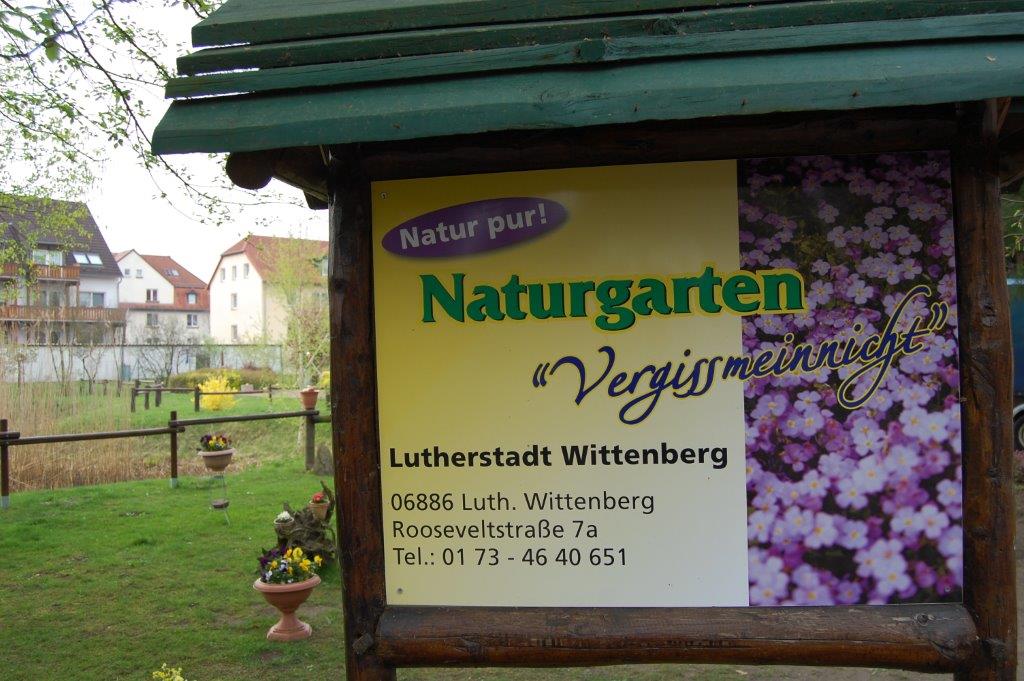 Natur pur!
Naturgarten
"Vergissmeinnicht"
Lutherstadt Wittenberg
06886 Luth. Wittenberg
Rooseveltstraße 7a
Tel.: 01 73 - 46 40 651